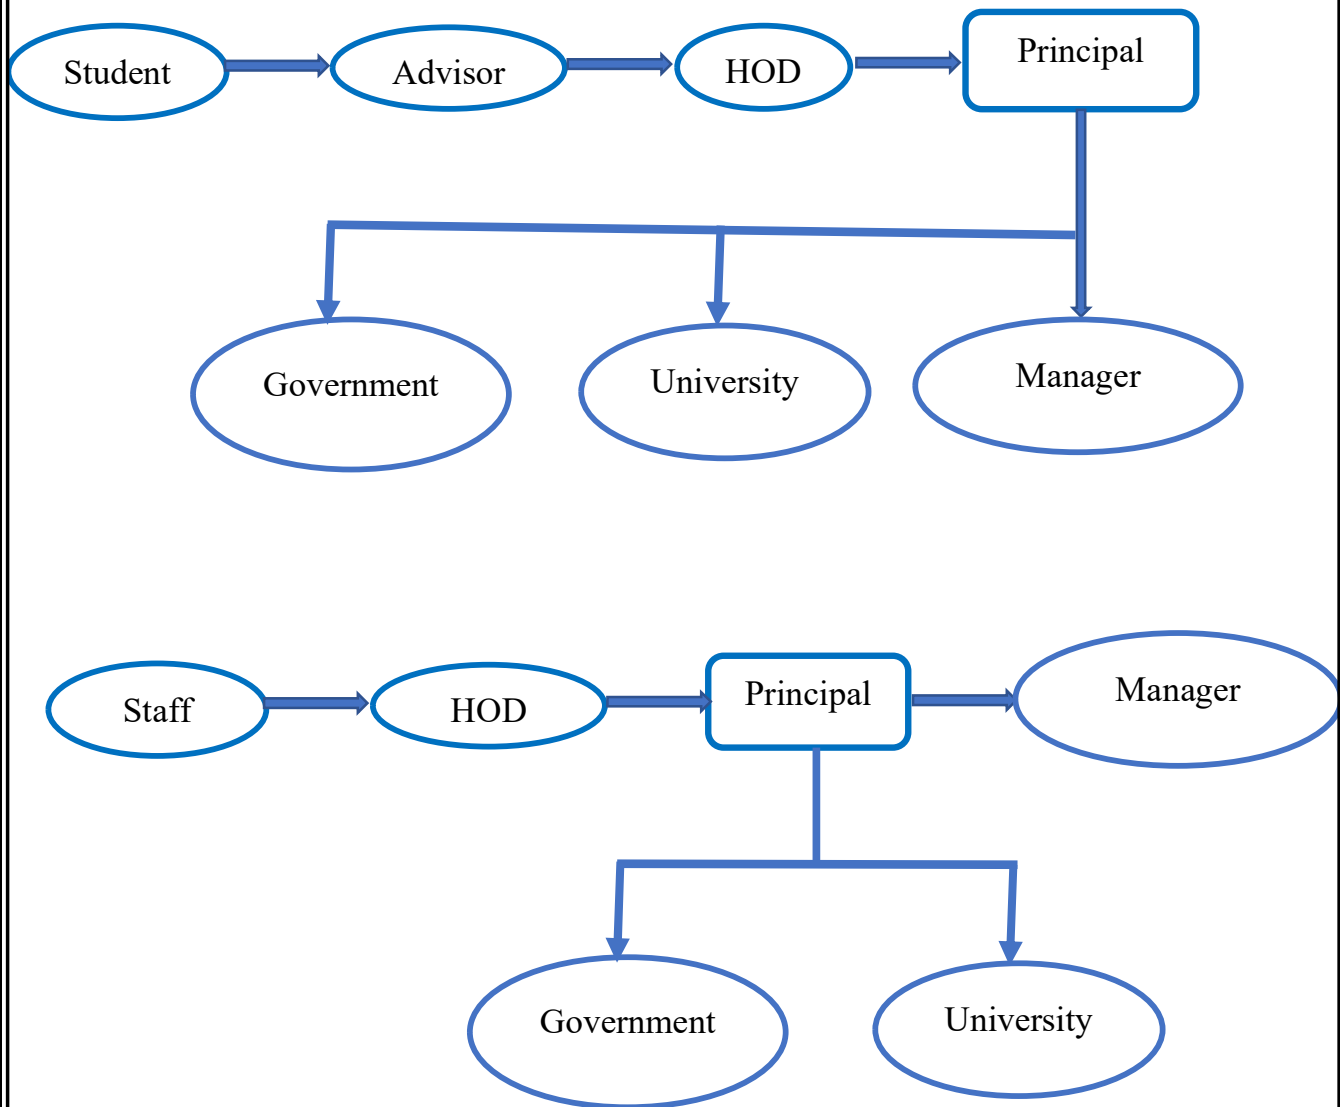 Student
Advisor
HOD
Principal
Government
University
Manager
Staff
HOD
Principal
Manager
Government
University